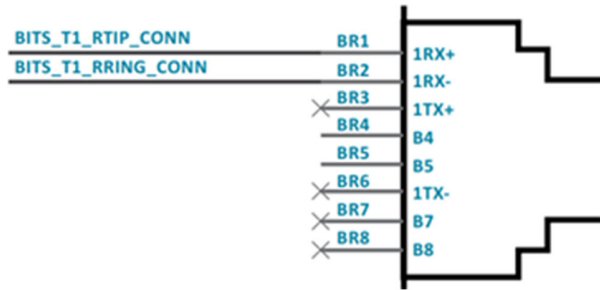 BITS_T1_RTIP_CONN BR1 1RX+
BITS_T1_RRING_CONN BR2 1RX-
BR3 1TX+
BR4 B4
BR5 B5
BR6 1TX-
BR7 B7
BR8 B8